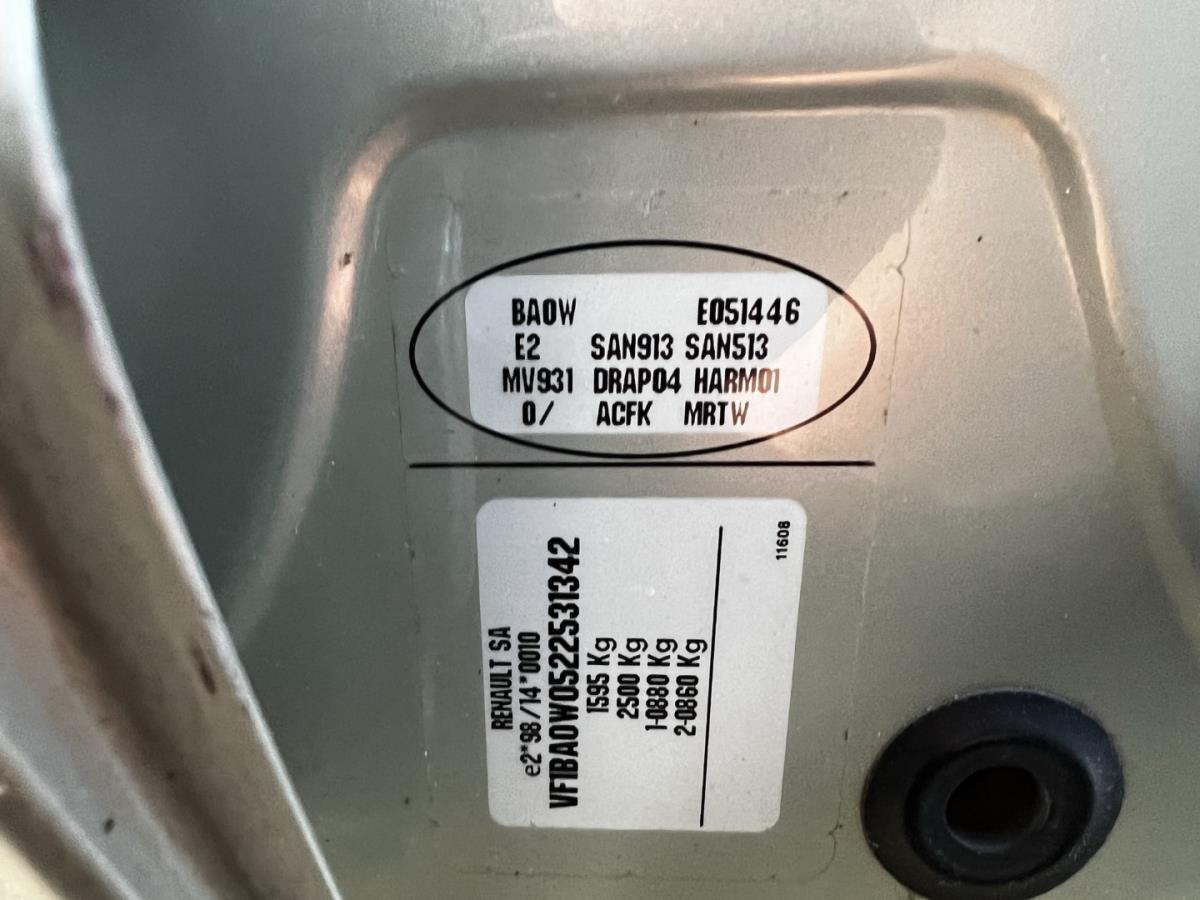 BA0W E051446
E2 SAN913 SAN513
MV931 DRAP04 HARM01
0/ ACFK MRTW
RENAULT SA
e2*98/14*0010
VF1BA0W0522531342
1595 Kg
2500 Kg
1-0880 Kg
2-0860 Kg
11608